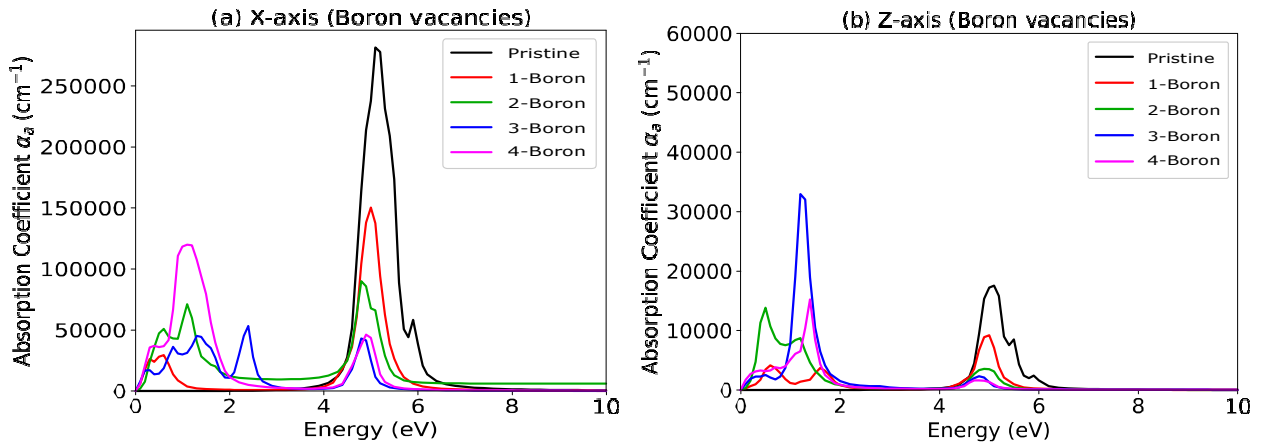 (a) X-axis (Boron vacancies)
Absorption Coefficient αₐ (cm⁻¹)
250000
200000
150000
100000
50000
0
0 2 4 6 8 10
Energy (eV)
Pristine
1-Boron
2-Boron
3-Boron
4-Boron
(b) Z-axis (Boron vacancies)
Absorption Coefficient αₐ (cm⁻¹)
60000
50000
40000
30000
20000
10000
0
0 2 4 6 8 10
Energy (eV)
Pristine
1-Boron
2-Boron
3-Boron
4-Boron